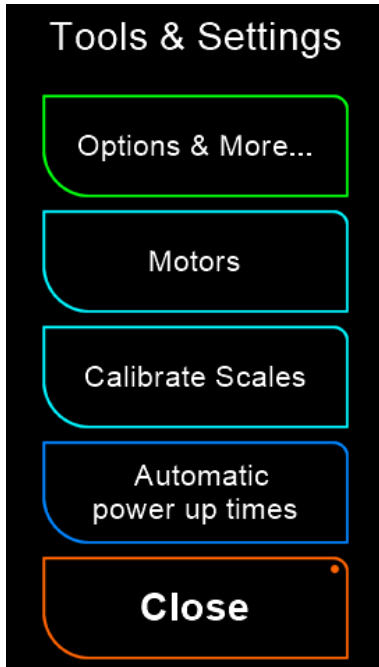 Tools & Settings
Options & More...
Motors
Calibrate Scales
Automatic
power up times
Close